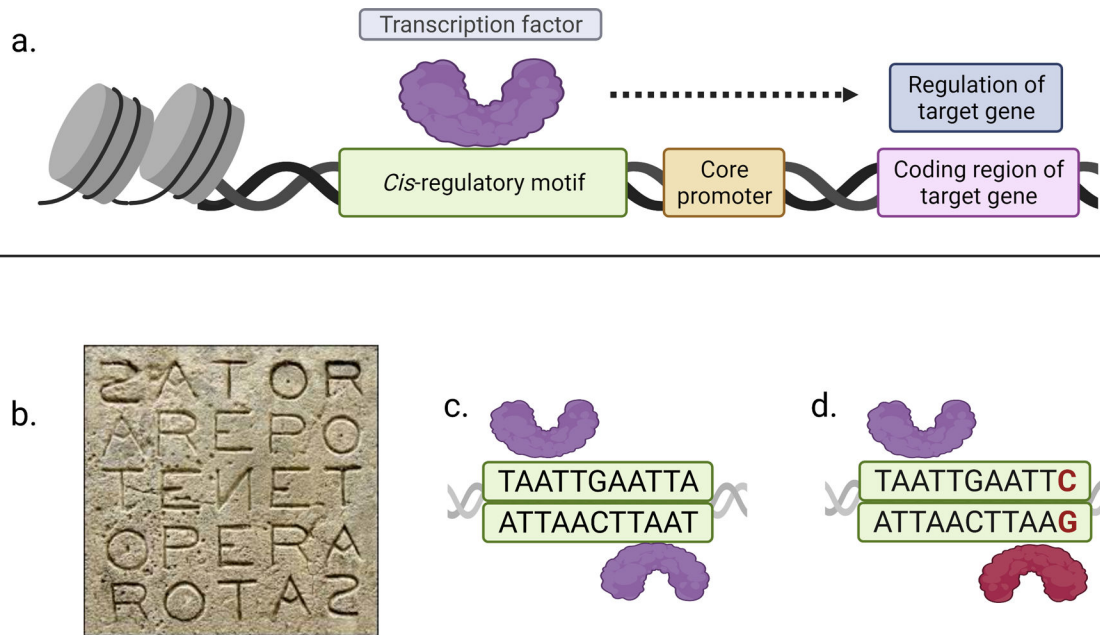 a.
Transcription factor
Regulation of
target gene
Cis-regulatory motif
Core
promoter
Coding region of
target gene
b.
SATOR
AREPO
TENET
OPERA
ROTAS
c.
TAATTGAATTA
ATTAACTTAAT
d.
TAATTGAATTC
ATTAACTTAAG